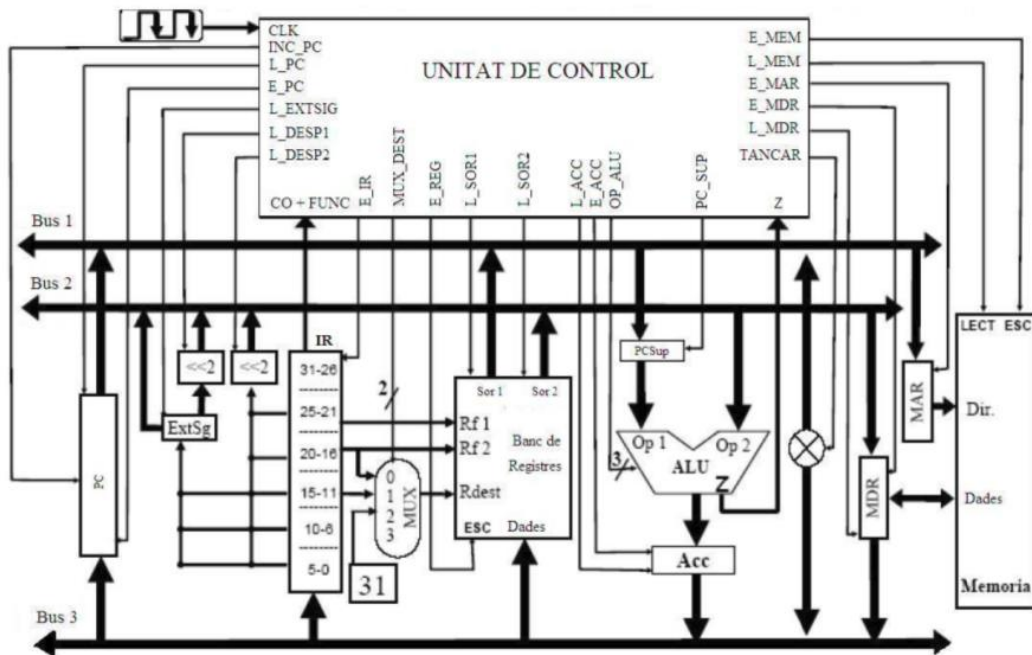 CLK
INC_PC
L_PC
E_PC
L_EXTSIG
L_DESP1
L_DESP2
UNITAT DE CONTROL
E_MEM
L_MEM
E_MAR
E_MDR
L_MDR
TANCAR
CO + FUNC
E_IR
MUX_DEST
E_REG
L_SOR1
L_SOR2
L_ACC
E_ACC
OP_ALU
PC_SUP
Z
Bus 1
Bus 2
IR
<<2
<<2
31-26
25-21
20-16
15-11
10-6
5-0
ExtSg
PC
2
0
1
2
3
MUX
31
Sor 1
Sor 2
Rf 1
Rf 2
Banc de
Registres
Rdest
ESC
Dades
PCSup
Op 1
Op 2
ALU
3
Z
Acc
LECT ESC
MAR
Dir.
MDR
Dades
Memoria
Bus 3